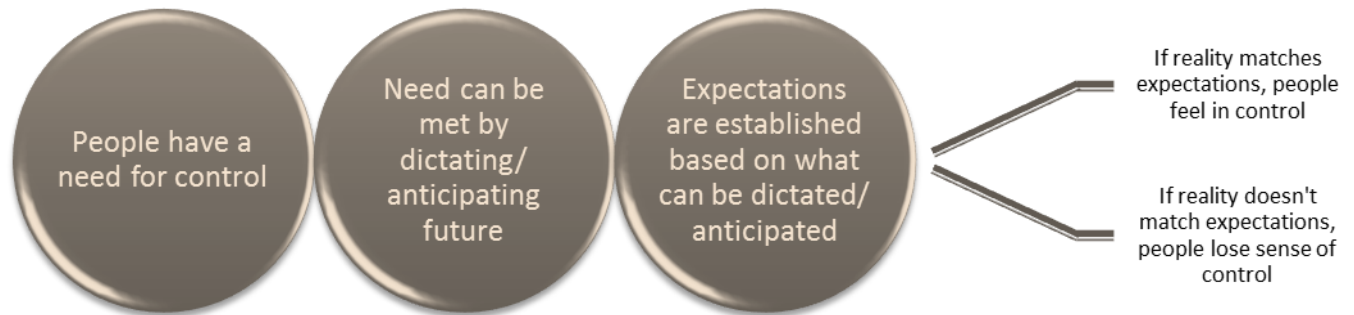 People have a
need for control
Need can be
met by
dictating/
anticipating
future
Expectations
are established
based on what
can be dictated/
anticipated
If reality matches
expectations, people
feel in control
If reality doesn't
match expectations,
people lose sense of
control